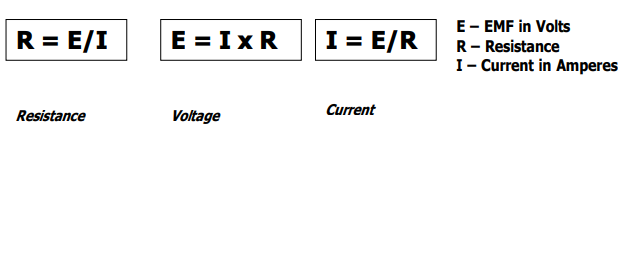 R = E/I
E = I x R
I = E/R
E – EMF in Volts
R – Resistance
I – Current in Amperes
Resistance
Voltage
Current